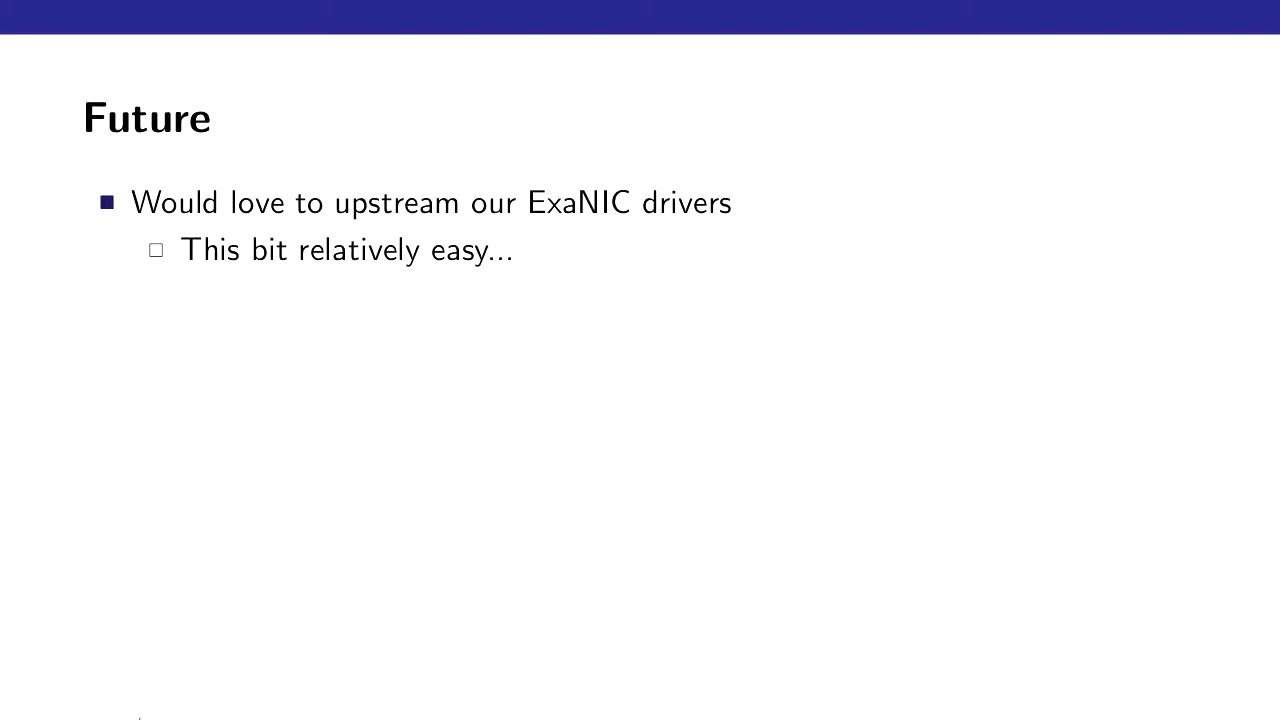 Future
Would love to upstream our ExaNIC drivers
This bit relatively easy...